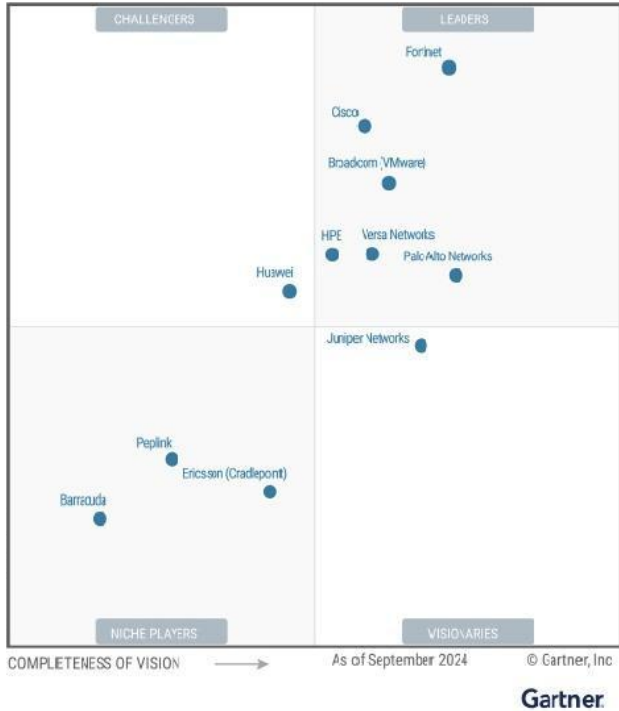 CHALLENGERS
LEADERS
Fortinet
Cisco
Broadcom (VMware)
HPE
Versa Networks
Palo Alto Networks
Huawei
Juniper Networks
Peplink
Ericsson (Cradlepoint)
Barracuda
NICHE PLAYERS
VISIONARIES
COMPLETENESS OF VISION
As of September 2024
© Gartner, Inc
Gartner